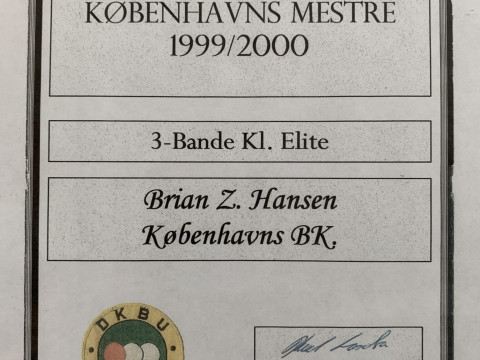 KØBENHAVNS MESTRE
1999/2000
3-Bande Kl. Elite
Brian Z. Hansen
Københavns BK.
DKBU